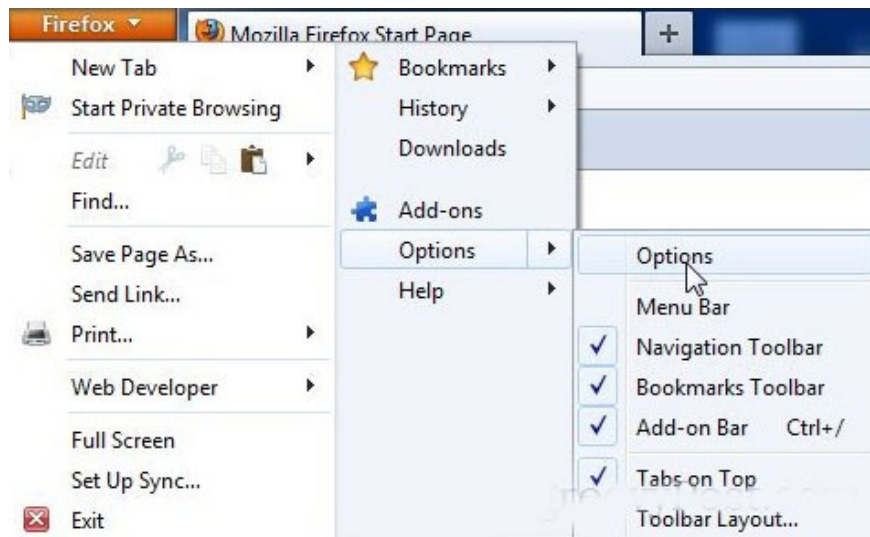 Firefox
Mozilla Firefox Start Page
New Tab
Start Private Browsing
Edit
Find...
Save Page As...
Send Link...
Print...
Web Developer
Full Screen
Set Up Sync...
Exit
Bookmarks
History
Downloads
Add-ons
Options
Help
Options
Menu Bar
Navigation Toolbar
Bookmarks Toolbar
Add-on Bar Ctrl+/
Tabs on Top
Toolbar Layout...